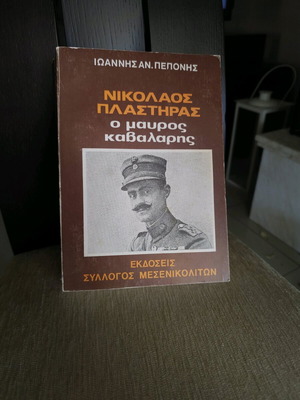 ΙΩΑΝΝΗΣ ΑΝ. ΠΕΠΟΝΗΣ
ΝΙΚΟΛΑΟΣ
ΠΛΑΣΤΗΡΑΣ
ο μαυρος
καβαλαρης
ΕΚΔΟΣΕΙΣ
ΣΥΛΛΟΓΟΣ ΜΕΣΕΝΙΚΟΛΙΤΩΝ